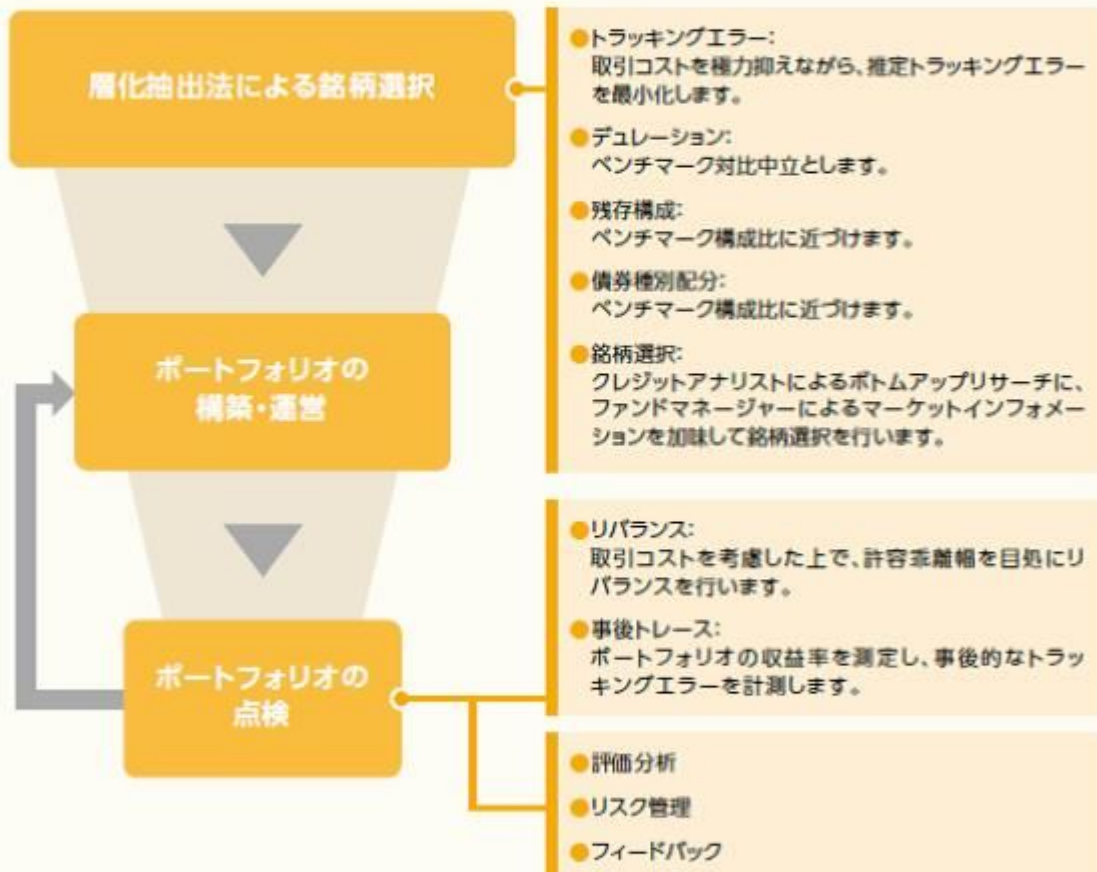 層化抽出法による銘柄選択
●トラッキングエラー:
取引コストを極力抑えながら、推定トラッキングエラー
を最小化します。
●デュレーション:
ベンチマーク対比中立とします。
●残存構成:
ベンチマーク構成比に近づけます。
●債券種別配分:
ベンチマーク構成比に近づけます。
●銘柄選択:
クレジットアナリストによるボトムアップリサーチに、
ファンドマネージャーによるマーケットインフォメー
ションを加味して銘柄選択を行います。
ポートフォリオの
構築・運営
●リバランス:
取引コストを考慮した上で、許容乖離幅を目処にリ
バランスを行います。
●事後トレース:
ポートフォリオの収益率を測定し、事後的なトラッ
キングエラーを計測します。
ポートフォリオの
点検
●評価分析
●リスク管理
●フィードバック